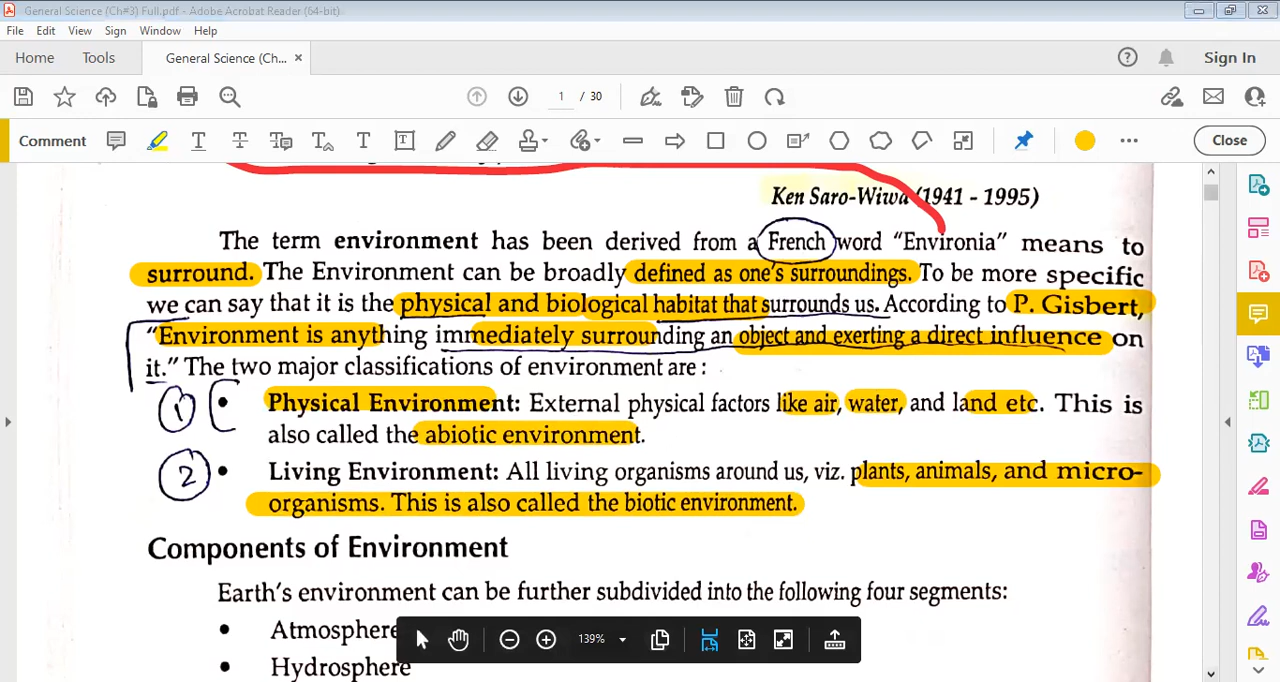 General Science (Ch#3) Full.pdf - Adobe Acrobat Reader (64-bit)
File Edit View Sign Window Help
Home Tools General Science (Ch... × Sign In
1 / 30
Comment Close
Ken Saro-Wiwa (1941 - 1995)
The term environment has been derived from a French word "Environia" means to
surround. The Environment can be broadly defined as one's surroundings. To be more specific
we can say that it is the physical and biological habitat that surrounds us. According to P. Gisbert,
"Environment is anything immediately surrounding an object and exerting a direct influence on
it." The two major classifications of environment are :
1 • Physical Environment: External physical factors like air, water, and land etc. This is
also called the abiotic environment.
2 • Living Environment: All living organisms around us, viz. plants, animals, and micro-
organisms. This is also called the biotic environment.
Components of Environment
Earth's environment can be further subdivided into the following four segments:
• Atmosphere
• Hydrosphere
139%